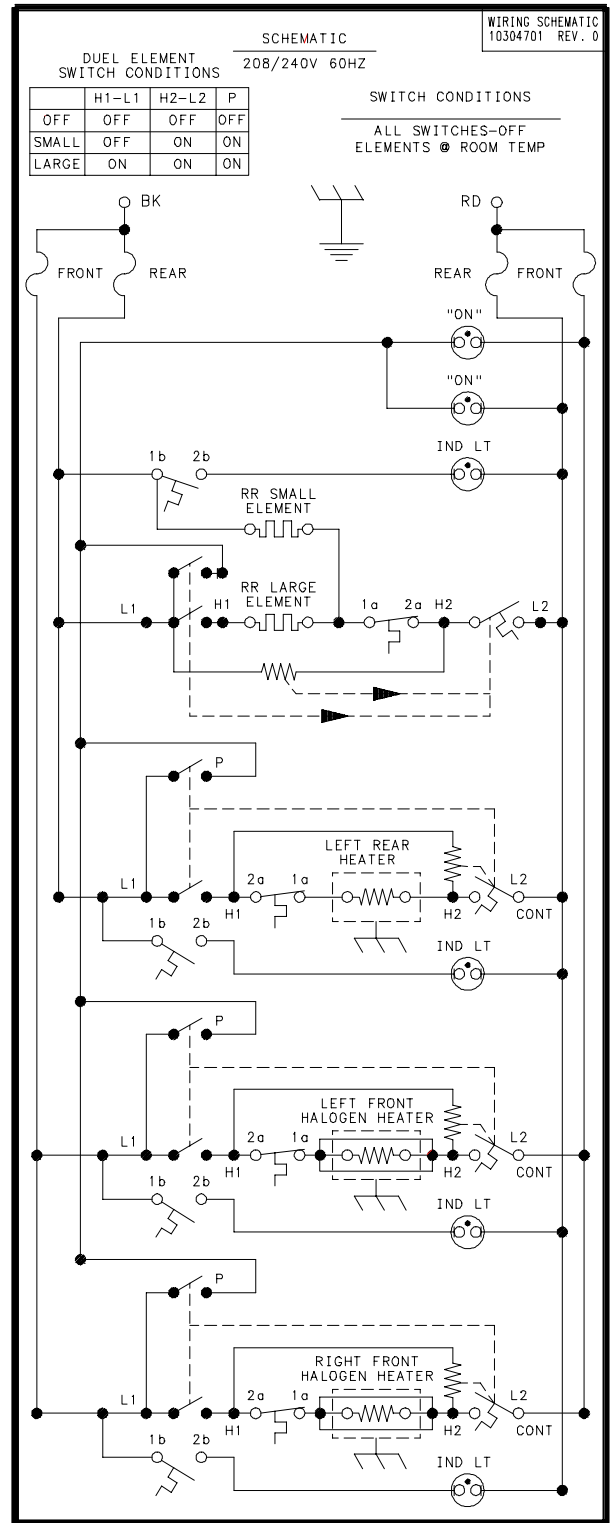 WIRING SCHEMATIC
10304701 REV. 0
SCHEMATIC
208/240V 60HZ
DUEL ELEMENT
SWITCH CONDITIONS
H1-L1 H2-L2 P
OFF OFF OFF OFF
SMALL OFF ON ON
LARGE ON ON ON
SWITCH CONDITIONS
ALL SWITCHES-OFF
ELEMENTS @ ROOM TEMP
BK
RD
FRONT REAR
REAR FRONT
"ON"
"ON"
1b 2b
IND LT
RR SMALL
ELEMENT
RR LARGE
ELEMENT
L1 H1 1a 2a H2 L2
P
LEFT REAR
HEATER
L1 H1 2a 1a H2 L2
CONT
1b 2b
IND LT
P
LEFT FRONT
HALOGEN HEATER
L1 H1 2a 1a H2 L2
CONT
1b 2b
IND LT
P
RIGHT FRONT
HALOGEN HEATER
L1 H1 2a 1a H2 L2
CONT
1b 2b
IND LT